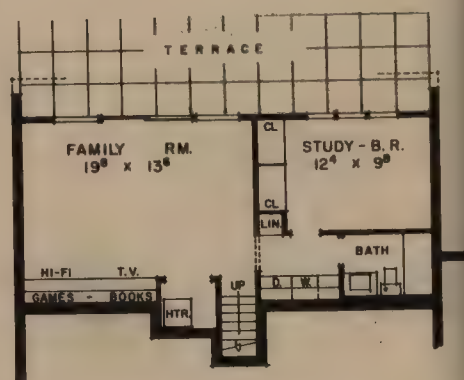 TERRACE
CL
FAMILY RM.
19⁸ X 13⁶
STUDY - B.R.
12⁴ X 9⁸
CL
LIN.
BATH
HI-FI T.V.
UP
D. W.
GAMES - BOOKS
HTR.